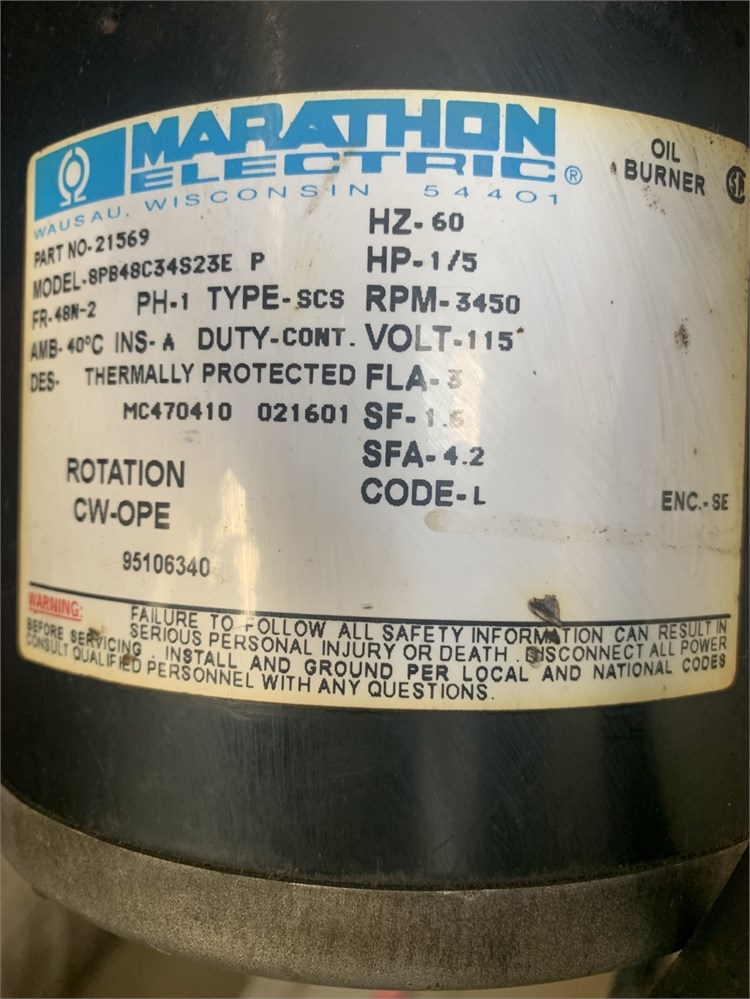 MARATHON
ELECTRIC®
WAUSAU, WISCONSIN 54401
OIL
BURNER
PART NO-21569
HZ-60
MODEL-8PB48C34S23E P
HP-1/5
FR-48N-2 PH-1 TYPE-SCS RPM-3450
AMB-40°C INS-A DUTY-CONT. VOLT-115
DES- THERMALLY PROTECTED FLA-3
MC470410 021601 SF-1.6
SFA-4.2
ROTATION
CW-OPE
CODE-L
ENC.-SE
95106340
WARNING: FAILURE TO FOLLOW ALL SAFETY INFORMATION CAN RESULT IN
SERIOUS PERSONAL INJURY OR DEATH. DISCONNECT ALL POWER
BEFORE SERVICING. INSTALL AND GROUND PER LOCAL AND NATIONAL CODES
CONSULT QUALIFIED PERSONNEL WITH ANY QUESTIONS.